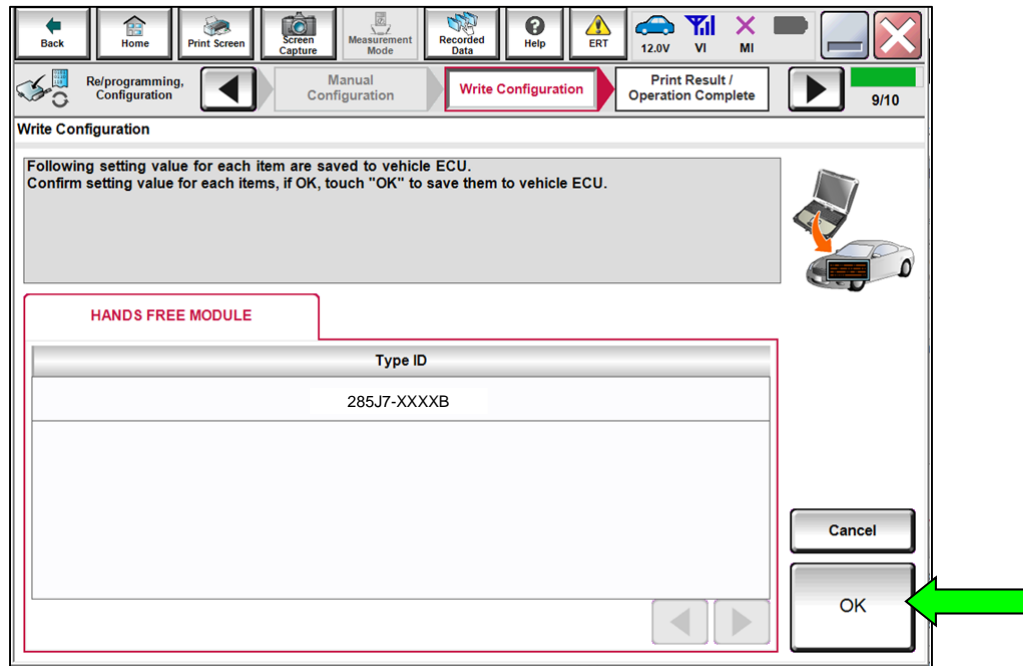 Back
Home
Print Screen
Screen
Capture
Measurement
Mode
Recorded
Data
Help
ERT
12.0V
VI
MI
Re/programming,
Configuration
Manual
Configuration
Write Configuration
Print Result /
Operation Complete
9/10
Write Configuration
Following setting value for each item are saved to vehicle ECU.
Confirm setting value for each items, if OK, touch "OK" to save them to vehicle ECU.
HANDS FREE MODULE
Type ID
285J7-XXXXB
Cancel
OK